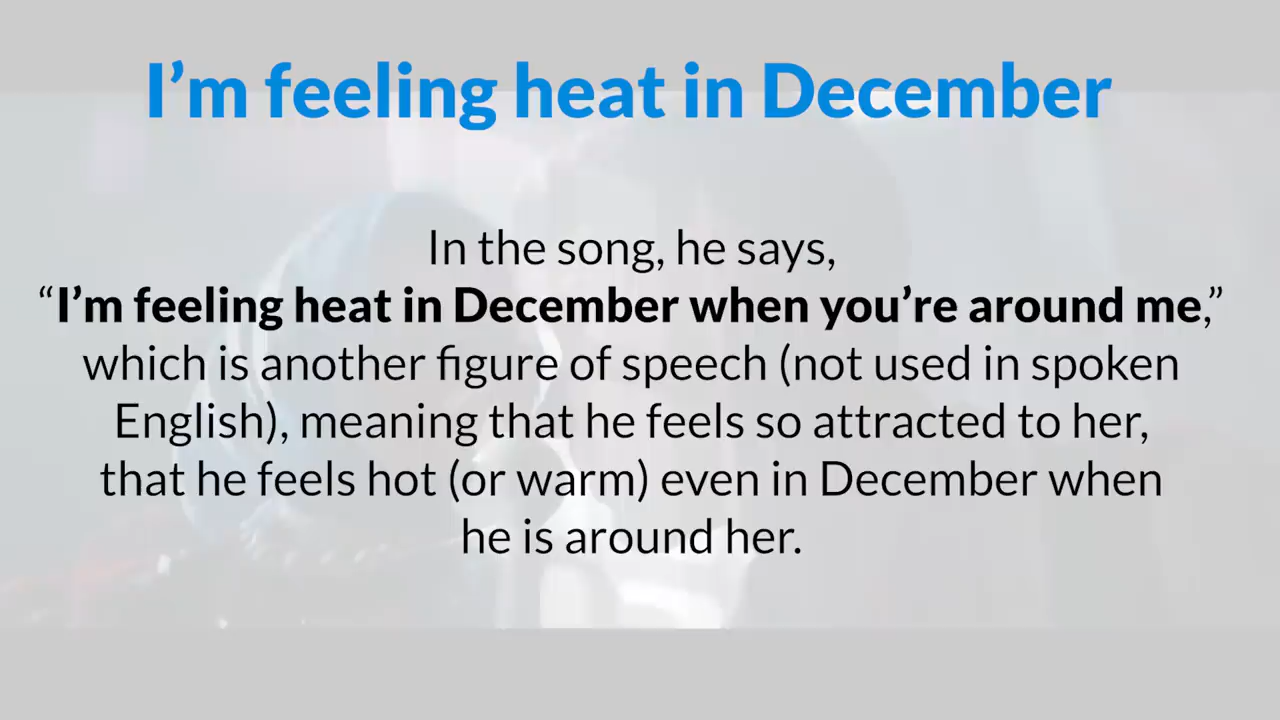 I’m feeling heat in December
In the song, he says,
“I’m feeling heat in December when you’re around me,”
which is another figure of speech (not used in spoken
English), meaning that he feels so attracted to her,
that he feels hot (or warm) even in December when
he is around her.